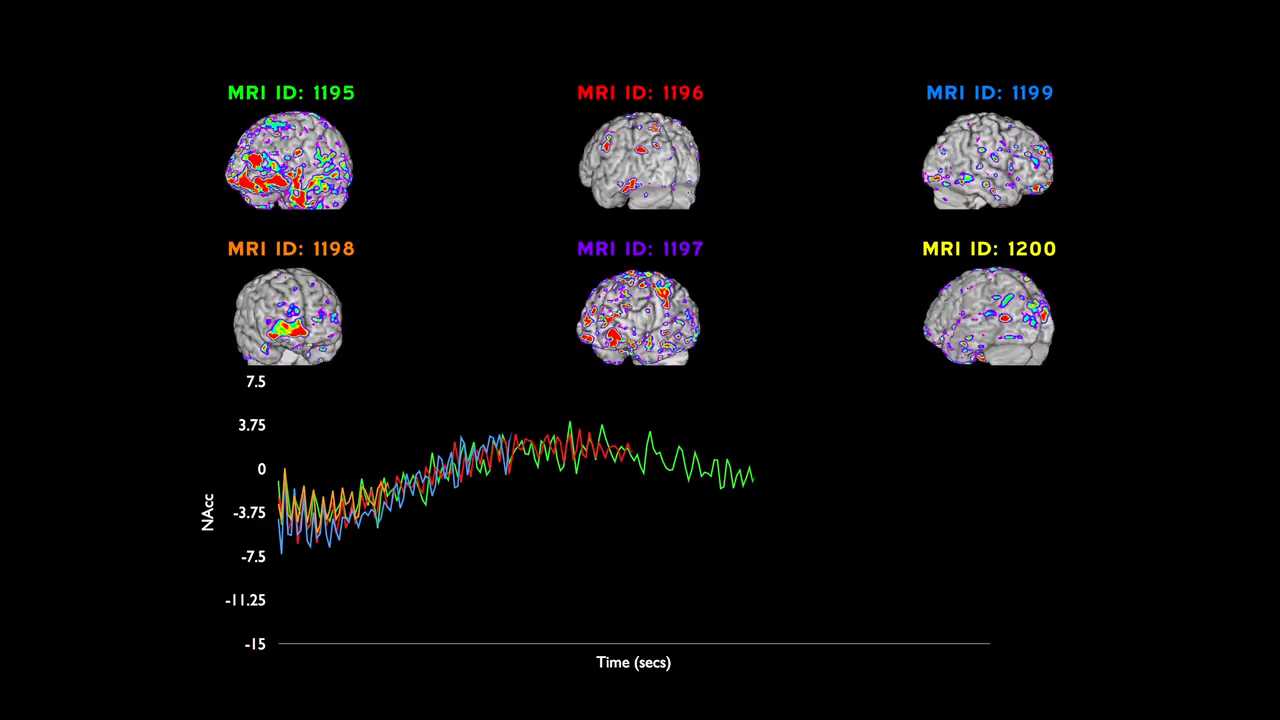 MRI ID: 1195
MRI ID: 1196
MRI ID: 1199
MRI ID: 1198
MRI ID: 1197
MRI ID: 1200
7.5
3.75
0
-3.75
-7.5
-11.25
-15
NAcc
Time (secs)